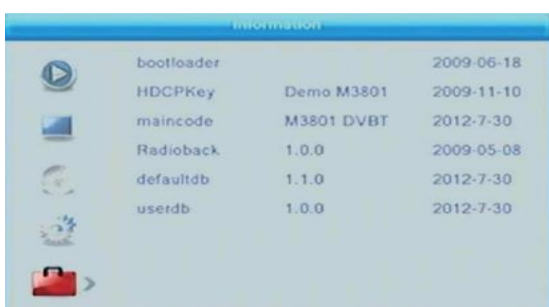 Information
bootloader 2009-06-18
HDCPKey Demo M3801 2009-11-10
maincode M3801 DVBT 2012-7-30
Radioback 1.0.0 2009-05-08
defaultdb 1.1.0 2012-7-30
userdb 1.0.0 2012-7-30